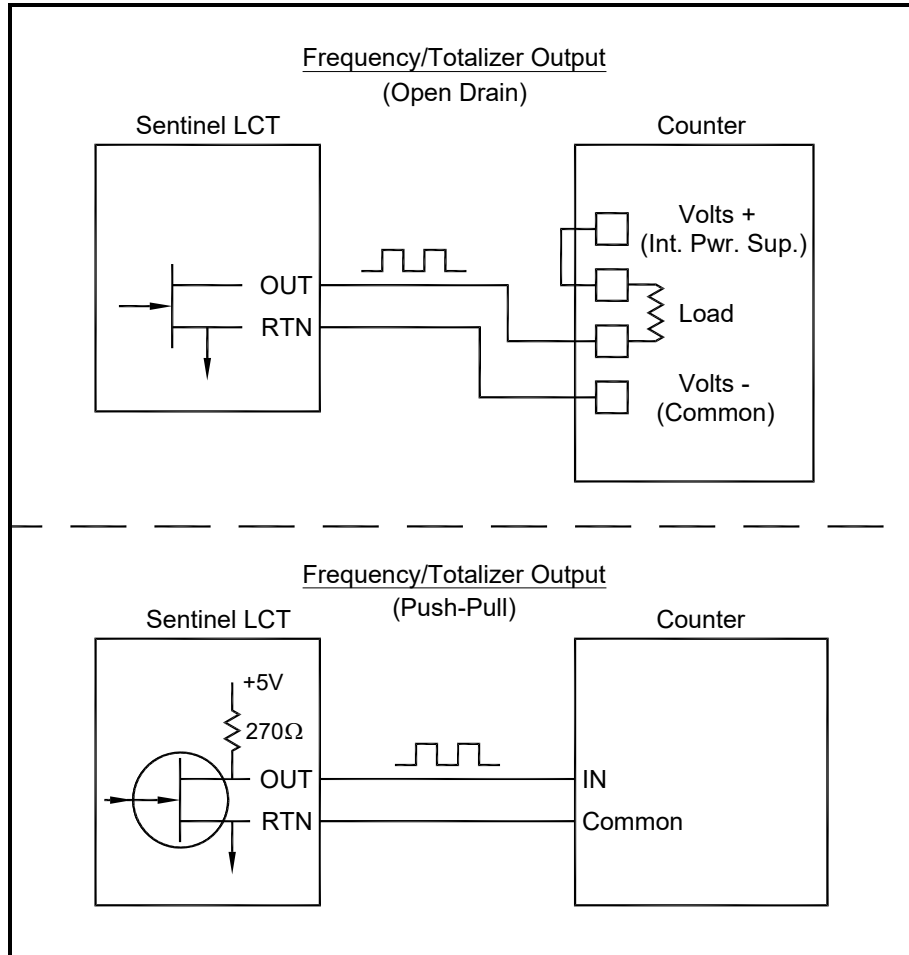 Frequency/Totalizer Output
(Open Drain)
Sentinel LCT
Counter
Volts +
(Int. Pwr. Sup.)
OUT
Load
RTN
Volts -
(Common)
Frequency/Totalizer Output
(Push-Pull)
Sentinel LCT
Counter
+5V
270Ω
OUT
IN
RTN
Common